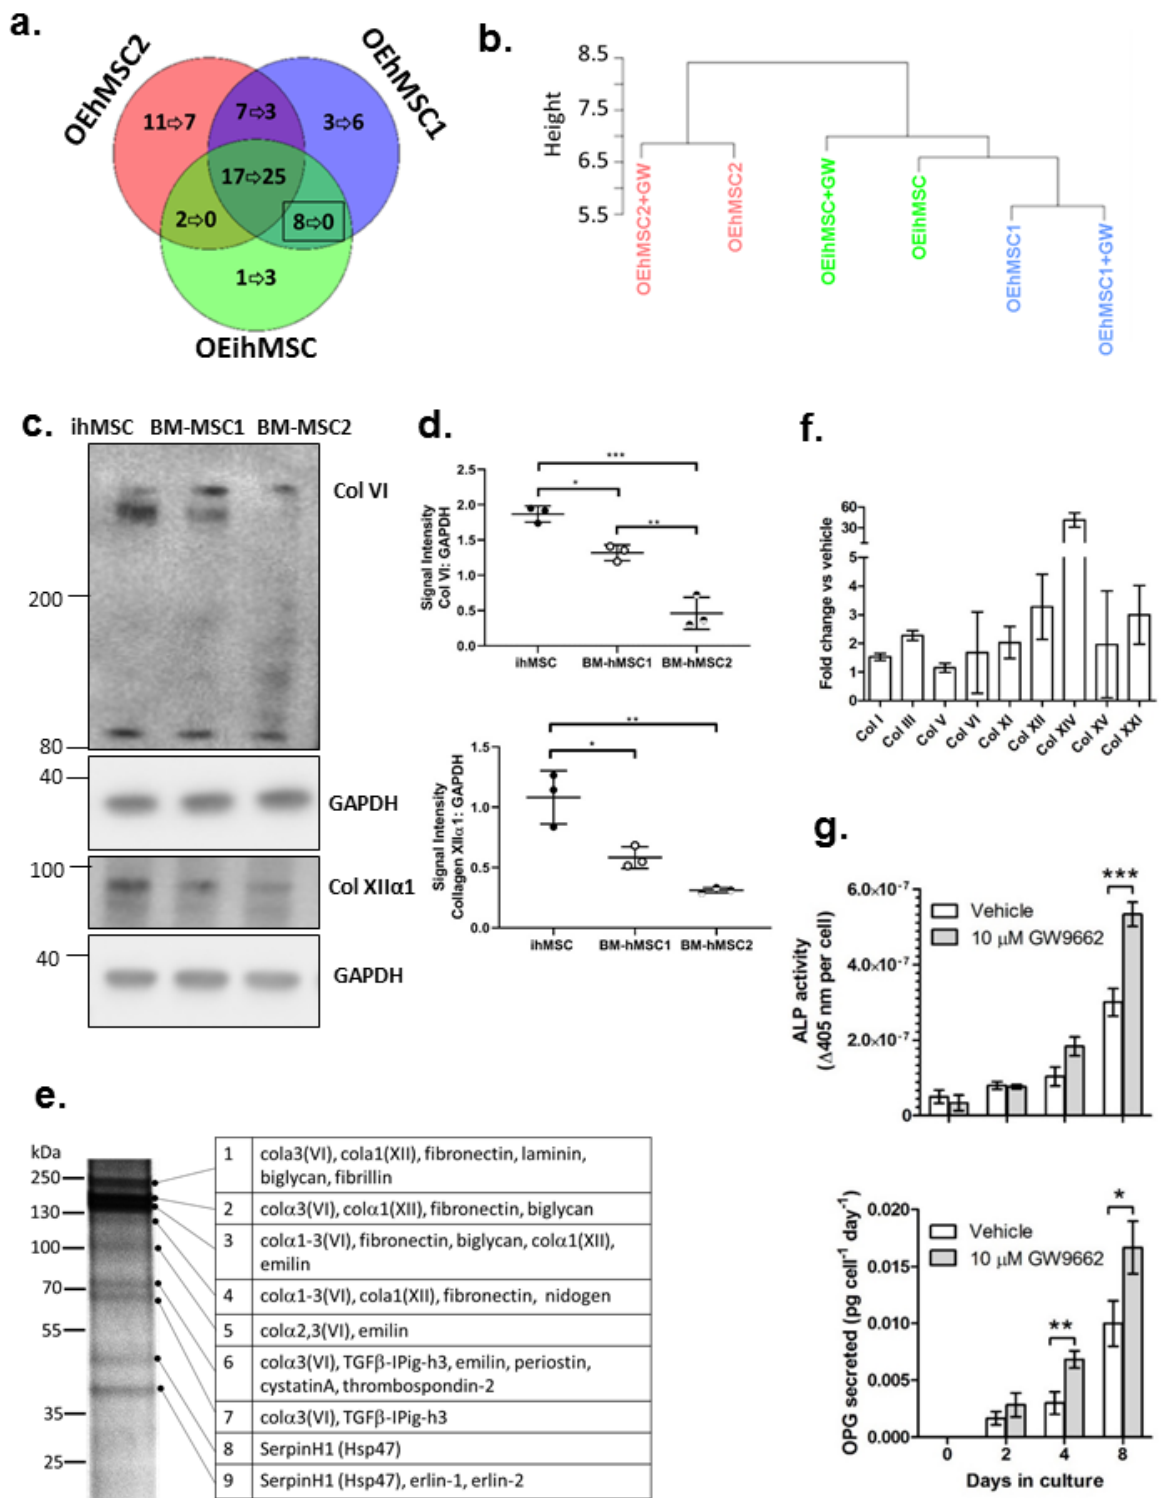 a.
OEhMSC2
OEhMSC1
11⇨7
7⇨3
3⇨6
17⇨25
2⇨0
8⇨0
1⇨3
OEihMSC
b.
Height
8.5
7.5
6.5
5.5
OEhMSC2+GW
OEhMSC2
OEihMSC+GW
OEihMSC
OEhMSC1
OEhMSC1+GW
c.
ihMSC BM-MSC1 BM-MSC2
Col VI
200
80
40
GAPDH
100
Col XIIα1
40
GAPDH
d.
Signal Intensity
Col VI: GAPDH
2.5
2.0
1.5
1.0
0.5
0.0
***
*
**
ihMSC BM-hMSC1 BM-hMSC2
Signal Intensity
Collagen XIIα1: GAPDH
1.5
1.0
0.5
0.0
**
*
ihMSC BM-hMSC1 BM-hMSC2
e.
kDa
250
130
100
70
55
35
25
1 cola3(VI), cola1(XII), fibronectin, laminin,
biglycan, fibrillin
2 colα3(VI), colα1(XII), fibronectin, biglycan
3 colα1-3(VI), fibronectin, biglycan, colα1(XII),
emilin
4 colα1-3(VI), cola1(XII), fibronectin, nidogen
5 colα2,3(VI), emilin
6 colα3(VI), TGFβ-IPig-h3, emilin, periostin,
cystatinA, thrombospondin-2
7 colα3(VI), TGFβ-IPig-h3
8 SerpinH1 (Hsp47)
9 SerpinH1 (Hsp47), erlin-1, erlin-2
f.
Fold change vs vehicle
60
30
5
4
3
2
1
0
Col I Col III Col V Col VI Col XI Col XII Col XIV Col XV Col XXI
g.
ALP activity
(Δ405 nm per cell)
6.0×10⁻⁷
4.0×10⁻⁷
2.0×10⁻⁷
0
Vehicle
10 μM GW9662
***
OPG secreted (pg cell⁻¹ day⁻¹)
0.020
0.015
0.010
0.005
0.000
Vehicle
10 μM GW9662
**
*
0 2 4 8
Days in culture